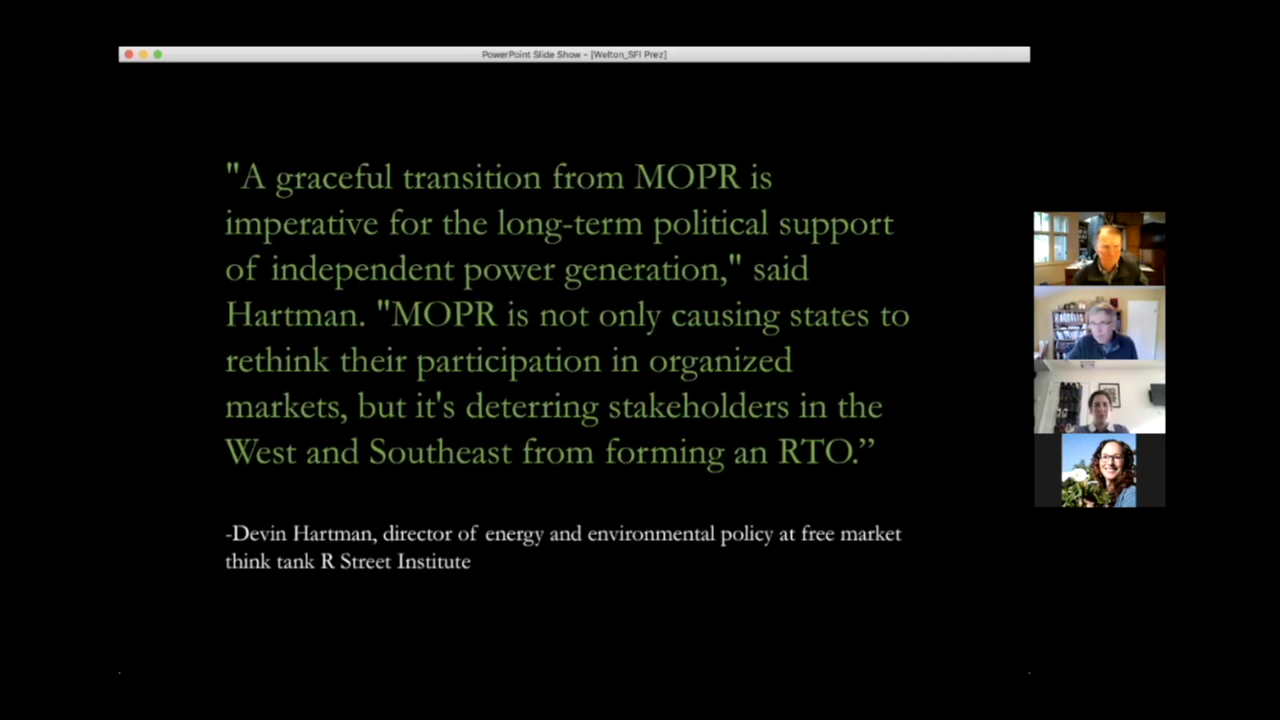 PowerPoint Slide Show - [Welton_SFI Prez]
"A graceful transition from MOPR is
imperative for the long-term political support
of independent power generation," said
Hartman. "MOPR is not only causing states to
rethink their participation in organized
markets, but it's deterring stakeholders in the
West and Southeast from forming an RTO.”
-Devin Hartman, director of energy and environmental policy at free market
think tank R Street Institute